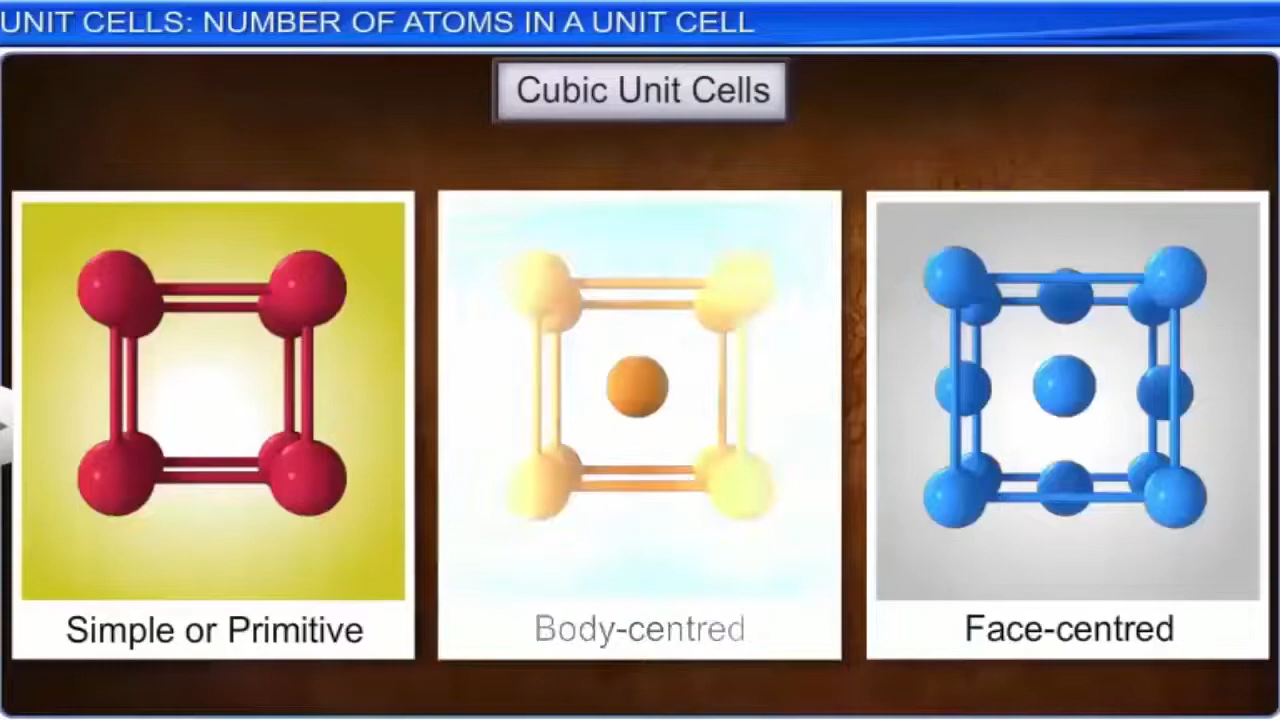 UNIT CELLS: NUMBER OF ATOMS IN A UNIT CELL
Cubic Unit Cells
Simple or Primitive
Body-centred
Face-centred